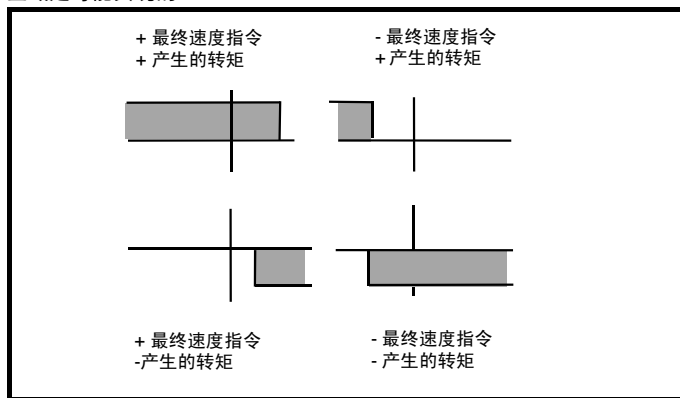 + 最终速度指令
+ 产生的转矩
- 最终速度指令
+ 产生的转矩
+ 最终速度指令
-产生的转矩
- 最终速度指令
- 产生的转矩